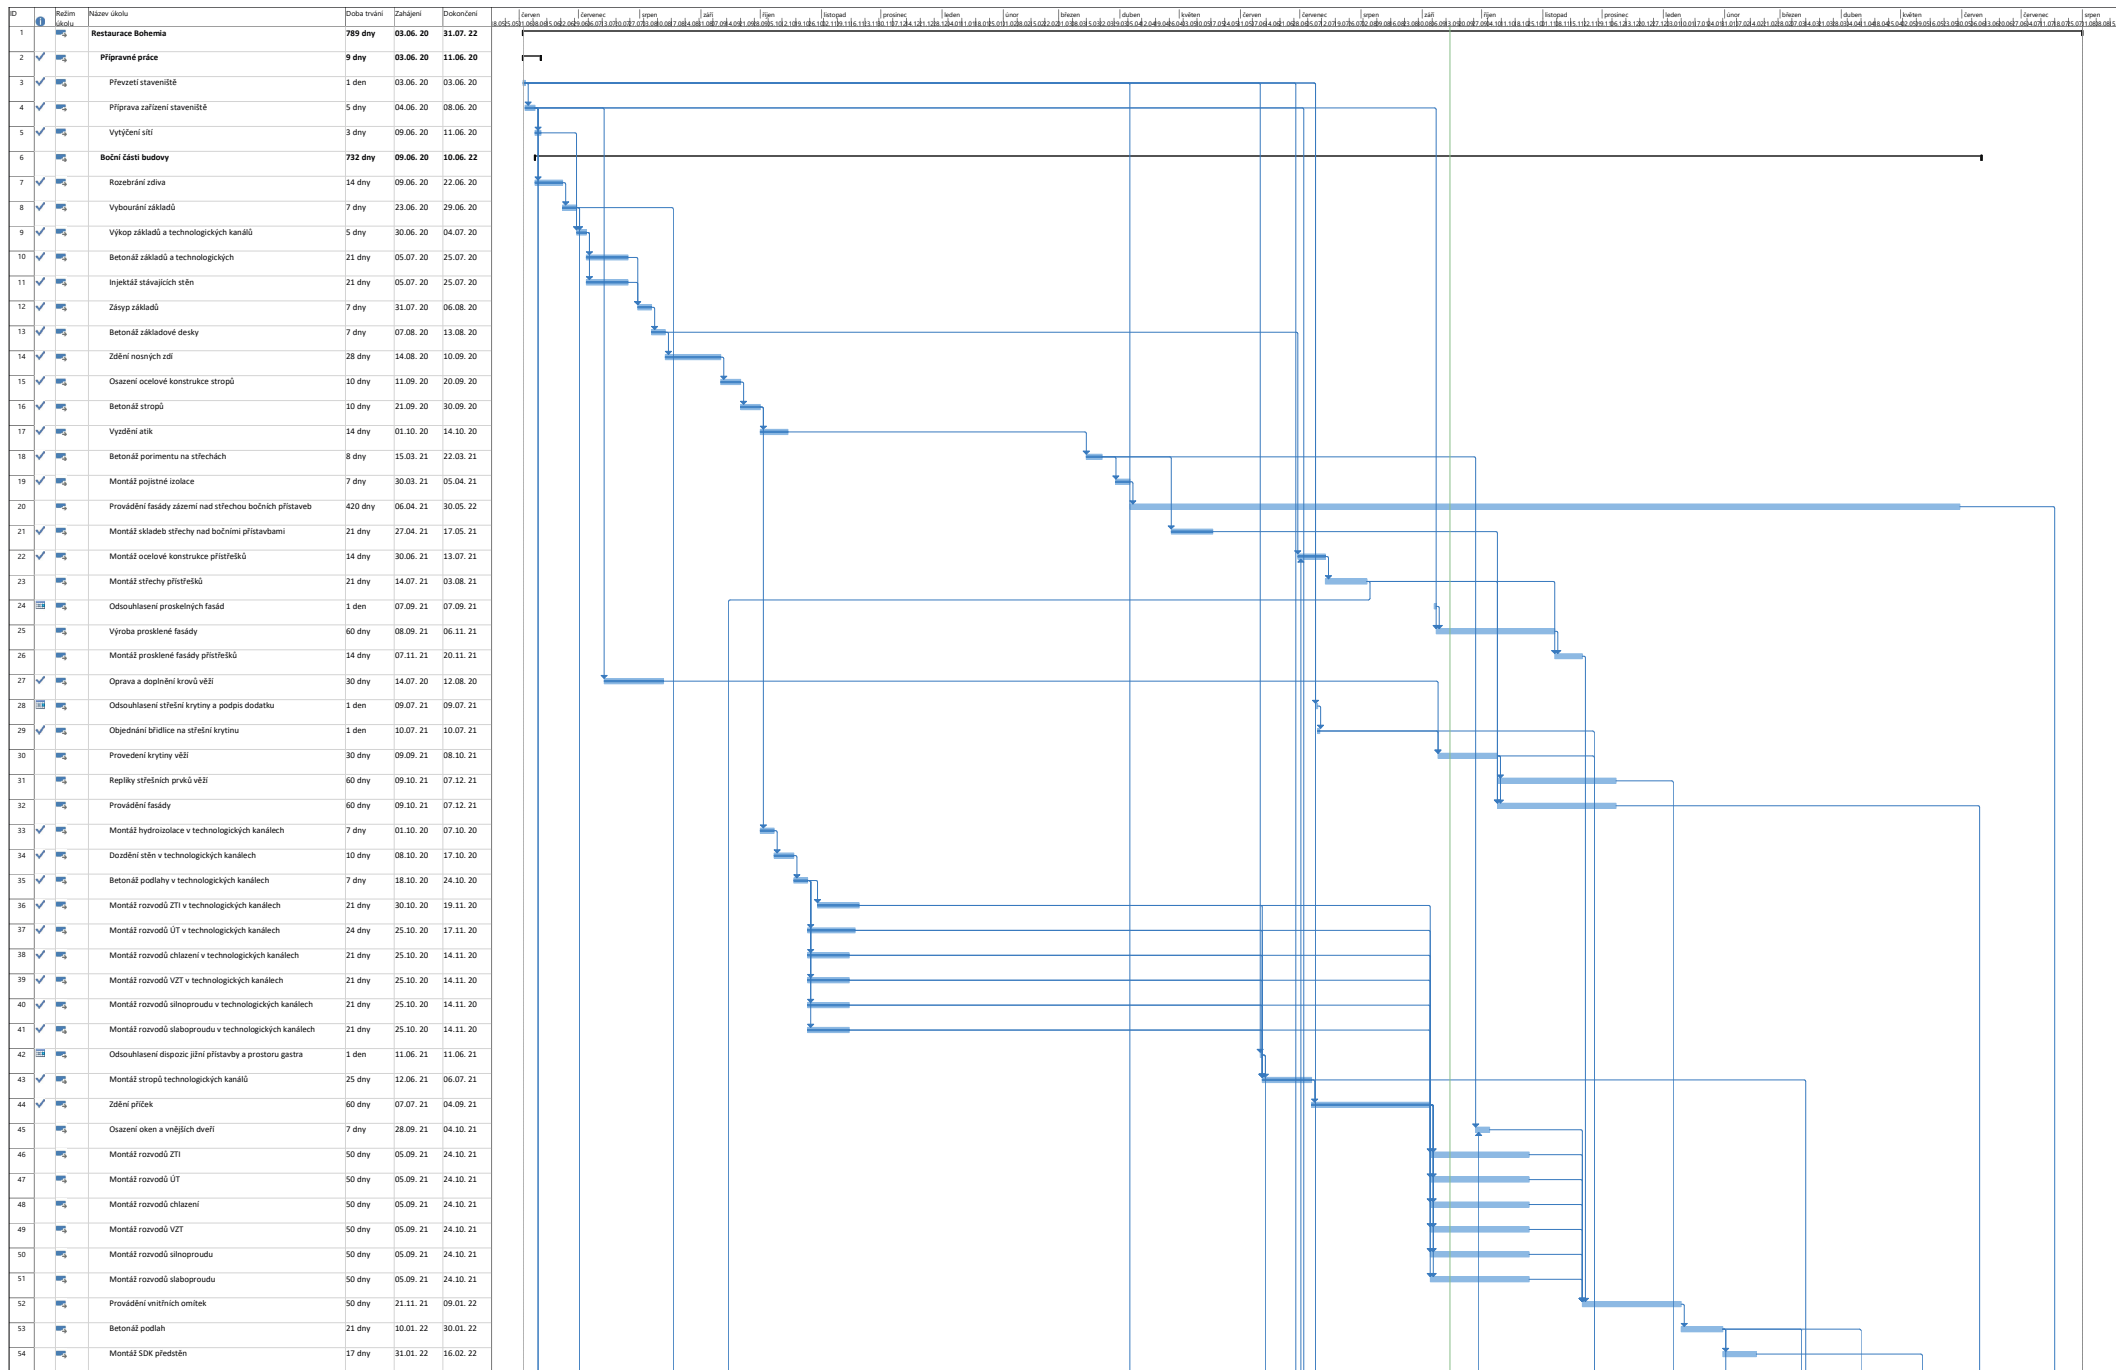 ID Režim úkolu Název úkolu Doba trvání Zahájení Dokončení
červen červenec srpen září říjen listopad prosinec leden únor březen duben květen červen červenec srpen září říjen listopad prosinec leden únor březen duben květen červen červenec srpen
1 Restaurace Bohemia 789 dny 03.06. 20 31.07. 22
2 Přípravné práce 9 dny 03.06. 20 11.06. 20
3 Převzetí staveniště 1 den 03.06. 20 03.06. 20
4 Příprava zařízení staveniště 5 dny 04.06. 20 08.06. 20
5 Vytýčení sítí 3 dny 09.06. 20 11.06. 20
6 Boční části budovy 732 dny 09.06. 20 10.06. 22
7 Rozebrání zdiva 14 dny 09.06. 20 22.06. 20
8 Vybourání základů 7 dny 23.06. 20 29.06. 20
9 Výkop základů a technologických kanálů 5 dny 30.06. 20 04.07. 20
10 Betonáž základů a technologických 21 dny 05.07. 20 25.07. 20
11 Injektáž stávajících stěn 21 dny 05.07. 20 25.07. 20
12 Zásyp základů 7 dny 31.07. 20 06.08. 20
13 Betonáž základové desky 7 dny 07.08. 20 13.08. 20
14 Zdění nosných zdí 28 dny 14.08. 20 10.09. 20
15 Osazení ocelové konstrukce stropů 10 dny 11.09. 20 20.09. 20
16 Betonáž stropů 10 dny 21.09. 20 30.09. 20
17 Vyzdění atik 14 dny 01.10. 20 14.10. 20
18 Betonáž porimentu na střechách 8 dny 15.03. 21 22.03. 21
19 Montáž pojistné izolace 7 dny 30.03. 21 05.04. 21
20 Provádění fasády zázemí nad střechou bočních přístaveb 420 dny 06.04. 21 30.05. 22
21 Montáž skladeb střechy nad bočními přístavbami 21 dny 27.04. 21 17.05. 21
22 Montáž ocelové konstrukce přístřešků 14 dny 30.06. 21 13.07. 21
23 Montáž střechy přístřešků 21 dny 14.07. 21 03.08. 21
24 Odsouhlasení proskelných fasád 1 den 07.09. 21 07.09. 21
25 Výroba prosklené fasády 60 dny 08.09. 21 06.11. 21
26 Montáž prosklené fasády přístřešků 14 dny 07.11. 21 20.11. 21
27 Oprava a doplnění krovů věží 30 dny 14.07. 20 12.08. 20
28 Odsouhlasení střešní krytiny a podpis dodatku 1 den 09.07. 21 09.07. 21
29 Objednání břidlice na střešní krytinu 1 den 10.07. 21 10.07. 21
30 Provedení krytiny věží 30 dny 09.09. 21 08.10. 21
31 Repliky střešních prvků věží 60 dny 09.10. 21 07.12. 21
32 Provádění fasády 60 dny 09.10. 21 07.12. 21
33 Montáž hydroizolace v technologických kanálech 7 dny 01.10. 20 07.10. 20
34 Dozdění stěn v technologických kanálech 10 dny 08.10. 20 17.10. 20
35 Betonáž podlahy v technologických kanálech 7 dny 18.10. 20 24.10. 20
36 Montáž rozvodů ZTI v technologických kanálech 21 dny 30.10. 20 19.11. 20
37 Montáž rozvodů ÚT v technologických kanálech 24 dny 25.10. 20 17.11. 20
38 Montáž rozvodů chlazení v technologických kanálech 21 dny 25.10. 20 14.11. 20
39 Montáž rozvodů VZT v technologických kanálech 21 dny 25.10. 20 14.11. 20
40 Montáž rozvodů silnoproudu v technologických kanálech 21 dny 25.10. 20 14.11. 20
41 Montáž rozvodů slaboproudu v technologických kanálech 21 dny 25.10. 20 14.11. 20
42 Odsouhlasení dispozic jižní přístavby a prostoru gastra 1 den 11.06. 21 11.06. 21
43 Montáž stropů technologických kanálů 25 dny 12.06. 21 06.07. 21
44 Zdění příček 60 dny 07.07. 21 04.09. 21
45 Osazení oken a vnějších dveří 7 dny 28.09. 21 04.10. 21
46 Montáž rozvodů ZTI 50 dny 05.09. 21 24.10. 21
47 Montáž rozvodů ÚT 50 dny 05.09. 21 24.10. 21
48 Montáž rozvodů chlazení 50 dny 05.09. 21 24.10. 21
49 Montáž rozvodů VZT 50 dny 05.09. 21 24.10. 21
50 Montáž rozvodů silnoproudu 50 dny 05.09. 21 24.10. 21
51 Montáž rozvodů slaboproudu 50 dny 05.09. 21 24.10. 21
52 Provádění vnitřních omítek 50 dny 21.11. 21 09.01. 22
53 Betonáž podlah 21 dny 10.01. 22 30.01. 22
54 Montáž SDK předstěn 17 dny 31.01. 22 16.02. 22